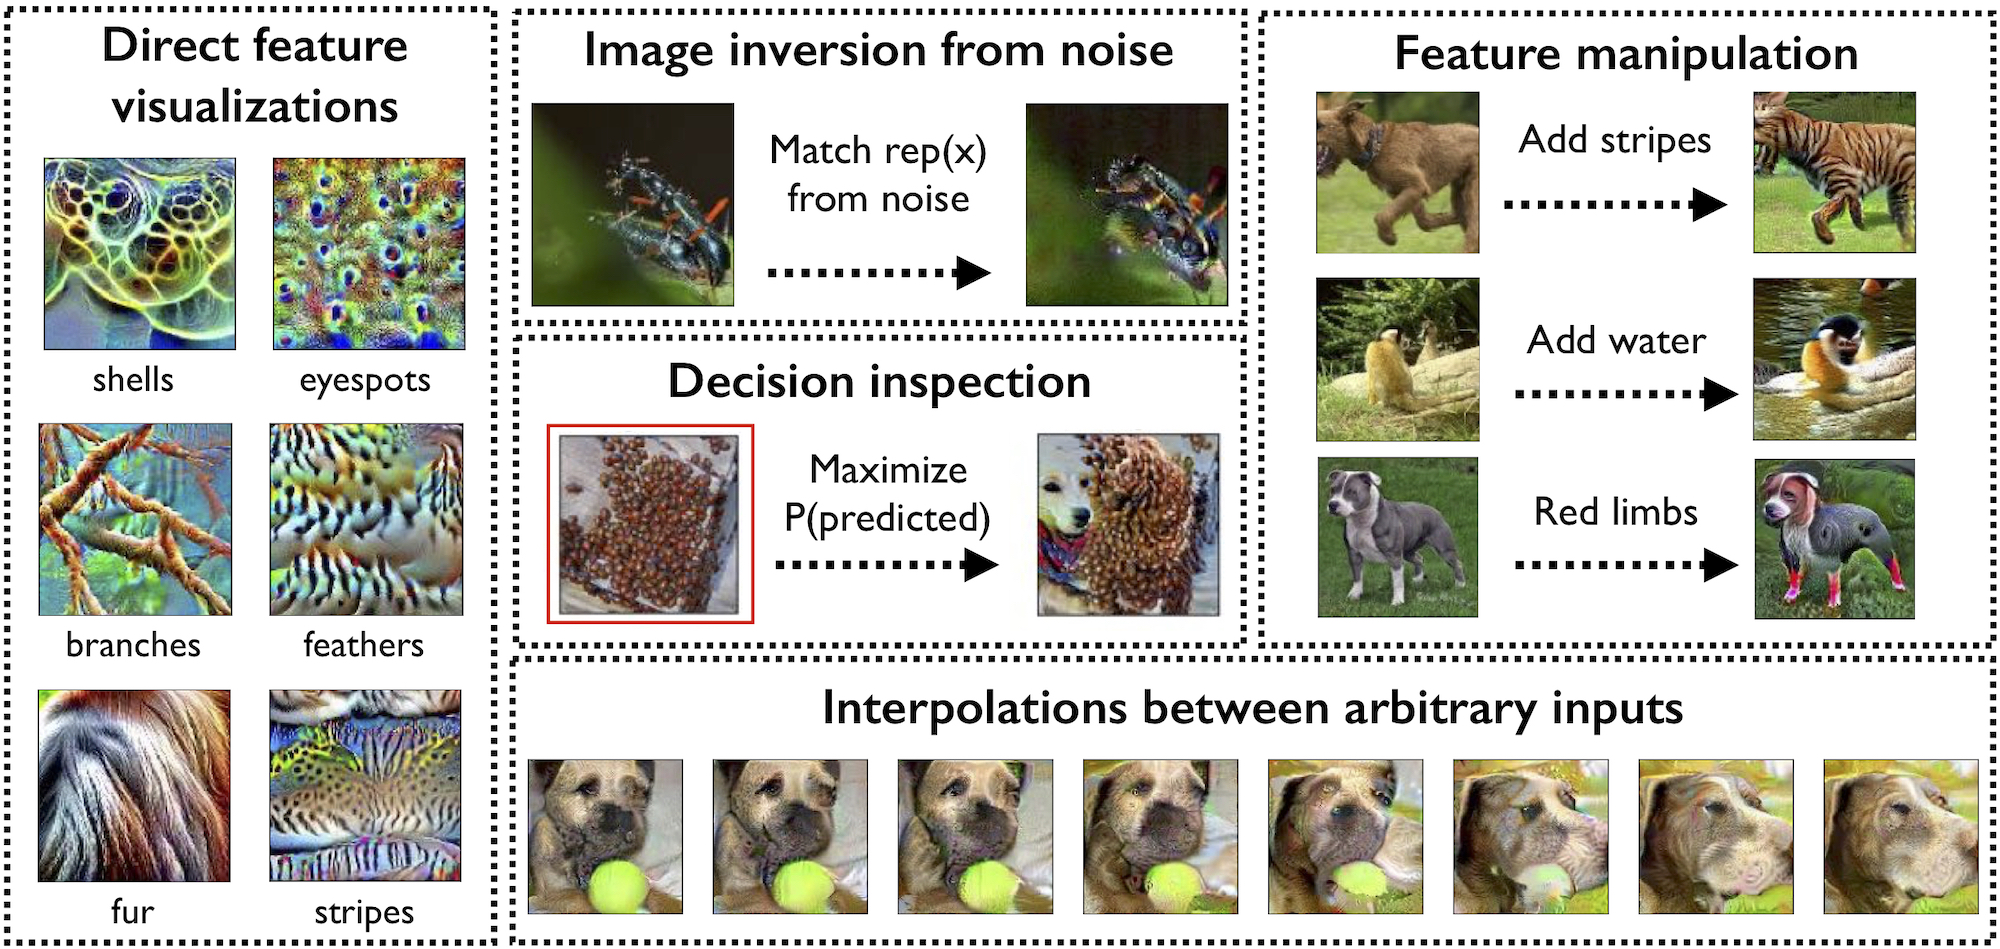 Direct feature
visualizations
shells
eyespots
branches
feathers
fur
stripes
Image inversion from noise
Match rep(x)
from noise
Decision inspection
Maximize
P(predicted)
Feature manipulation
Add stripes
Add water
Red limbs
Interpolations between arbitrary inputs